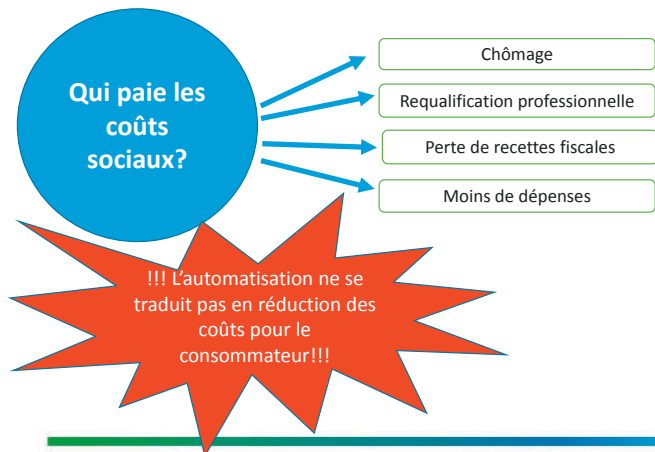 Qui paie les
coûts
sociaux?
Chômage
Requalification professionnelle
Perte de recettes fiscales
Moins de dépenses
!!! L'automatisation ne se
traduit pas en réduction des
coûts pour le
consommateur!!!